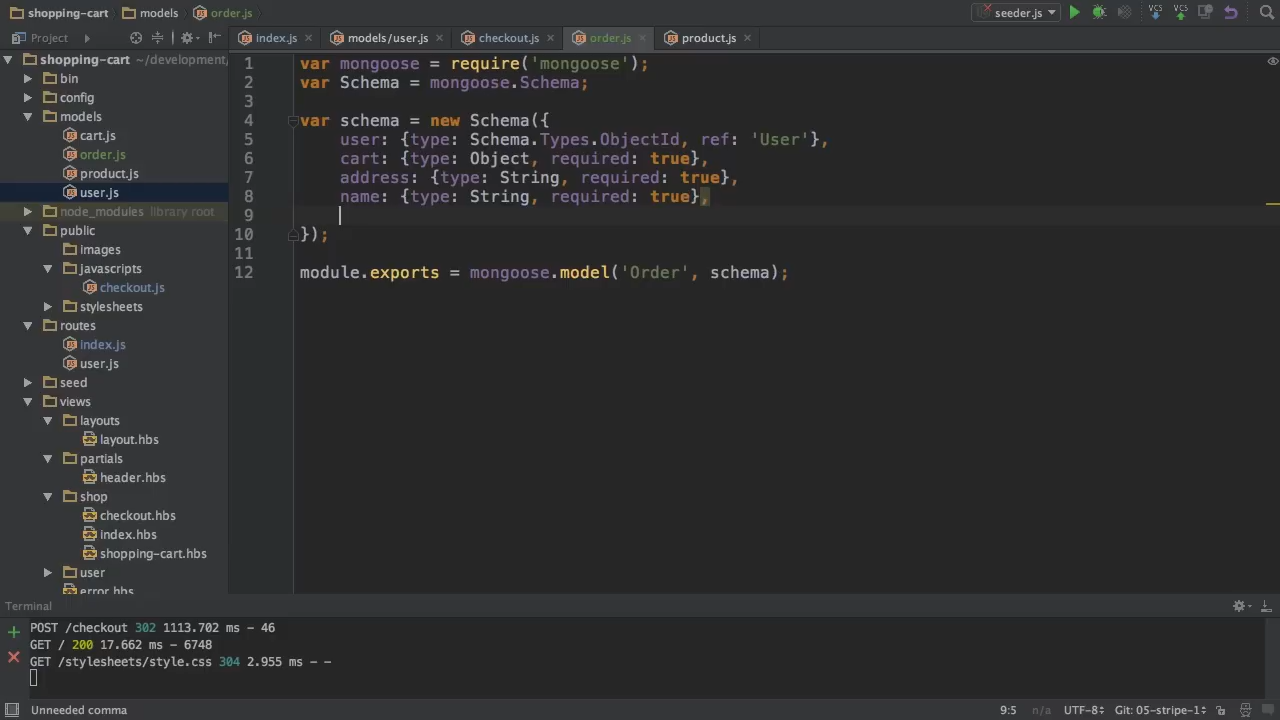 shopping-cart models order.js seeder.js
Project index.js models/user.js checkout.js order.js product.js
shopping-cart ~/development/
bin
config
models
cart.js
order.js
product.js
user.js
node_modules library root
public
images
javascripts
checkout.js
stylesheets
routes
index.js
user.js
seed
views
layouts
layout.hbs
partials
header.hbs
shop
checkout.hbs
index.hbs
shopping-cart.hbs
user
error.hbs
1 var mongoose = require('mongoose');
2 var Schema = mongoose.Schema;
3
4 var schema = new Schema({
5 user: {type: Schema.Types.ObjectId, ref: 'User'},
6 cart: {type: Object, required: true},
7 address: {type: String, required: true},
8 name: {type: String, required: true},
9
10 });
11
12 module.exports = mongoose.model('Order', schema);
VCS VCS
Terminal
POST /checkout 302 1113.702 ms - 46
GET / 200 17.662 ms - 6748
GET /stylesheets/style.css 304 2.955 ms - -
Unneeded comma 9:5 n/a UTF-8 Git: 05-stripe-1